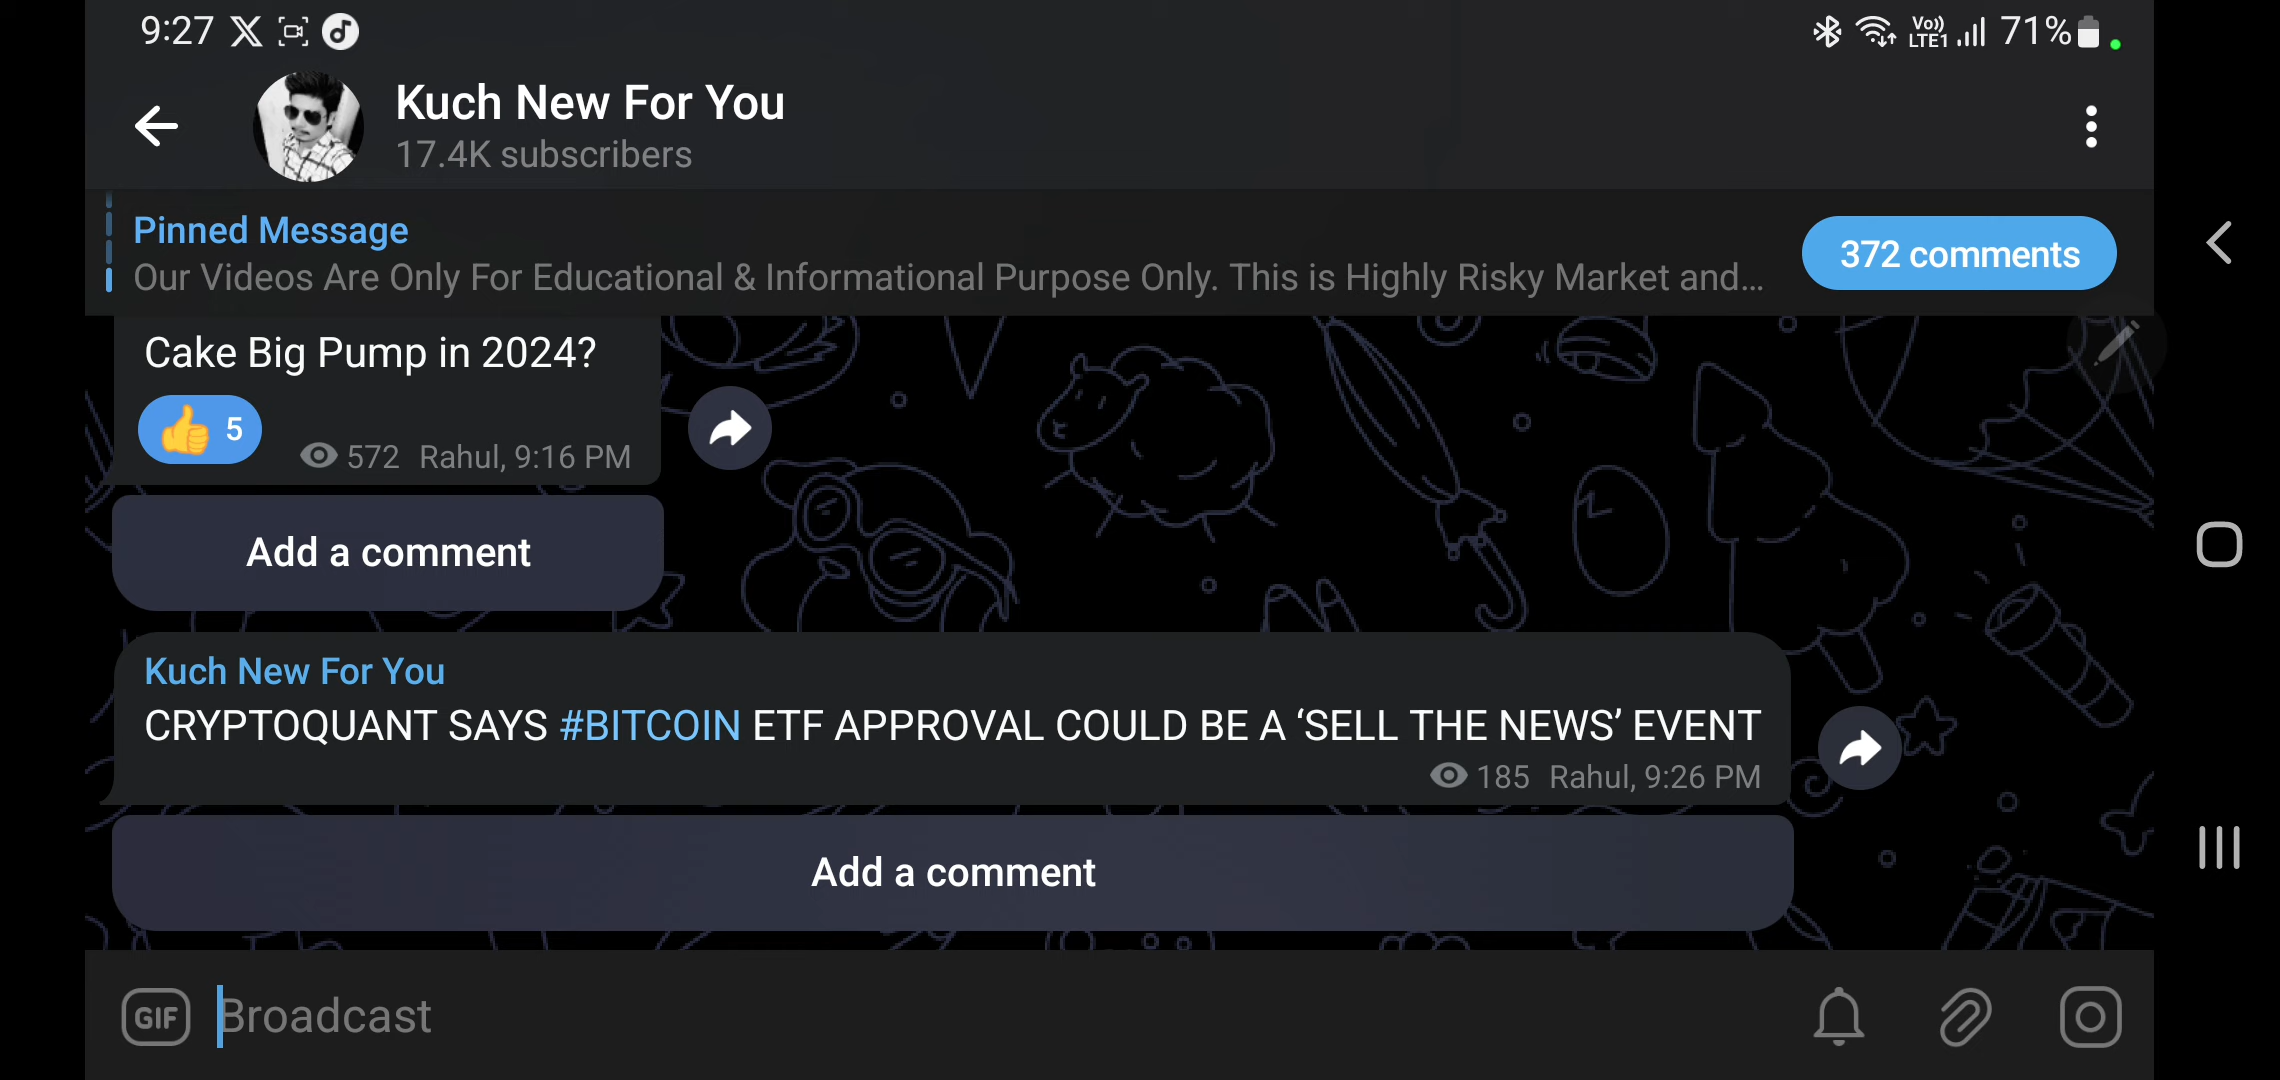 9:27
Vo)) LTE1 71%
Kuch New For You
17.4K subscribers
Pinned Message
Our Videos Are Only For Educational & Informational Purpose Only. This is Highly Risky Market and...
372 comments
Cake Big Pump in 2024?
👍 5
572 Rahul, 9:16 PM
Add a comment
Kuch New For You
CRYPTOQUANT SAYS #BITCOIN ETF APPROVAL COULD BE A ‘SELL THE NEWS’ EVENT
185 Rahul, 9:26 PM
Add a comment
GIF Broadcast